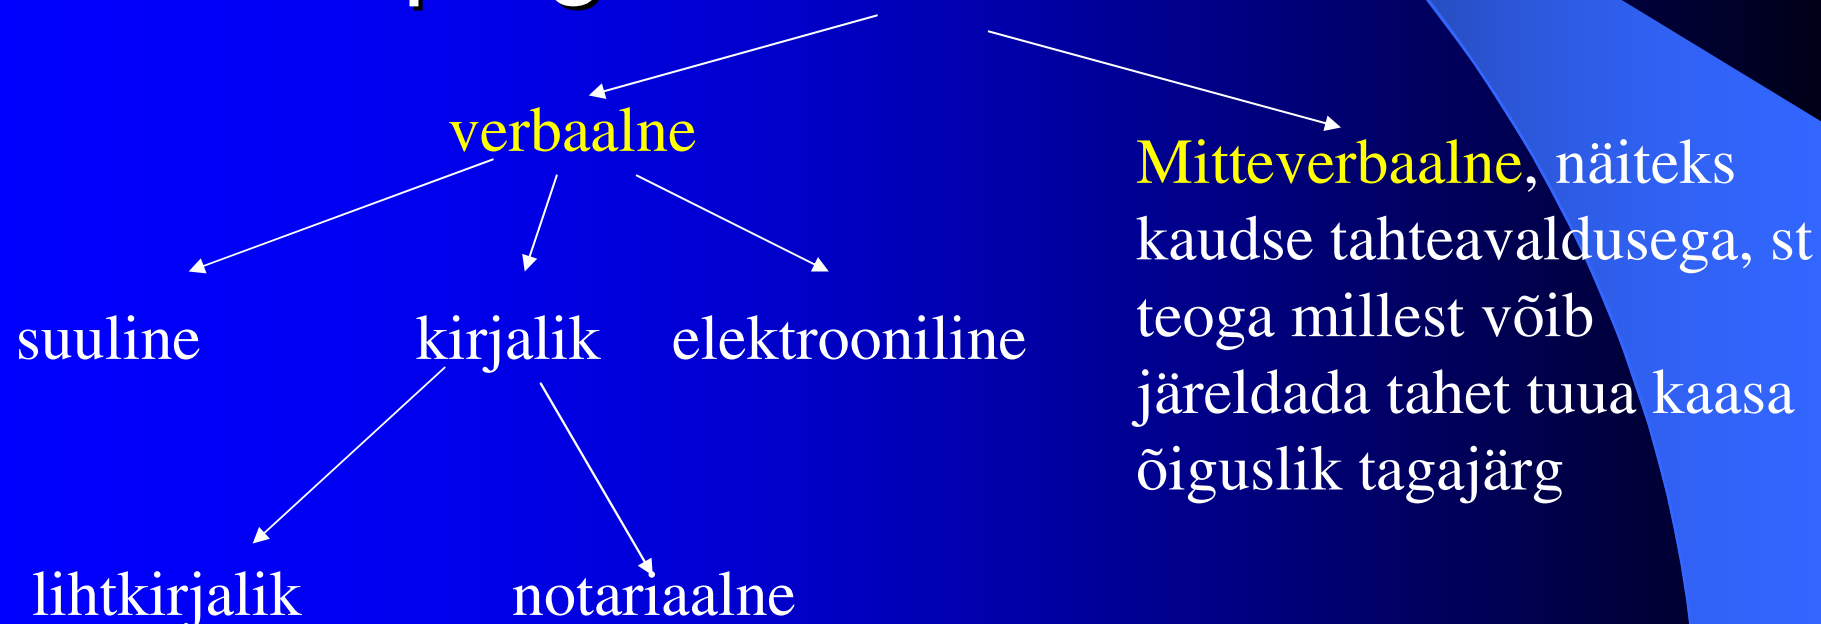 verbaalne
Mitteverbaalne, näiteks
kaudse tahteavaldusega, st
teoga millest võib
järeldada tahet tuua kaasa
õiguslik tagajärg
suuline
kirjalik
elektrooniline
lihtkirjalik
notariaalne